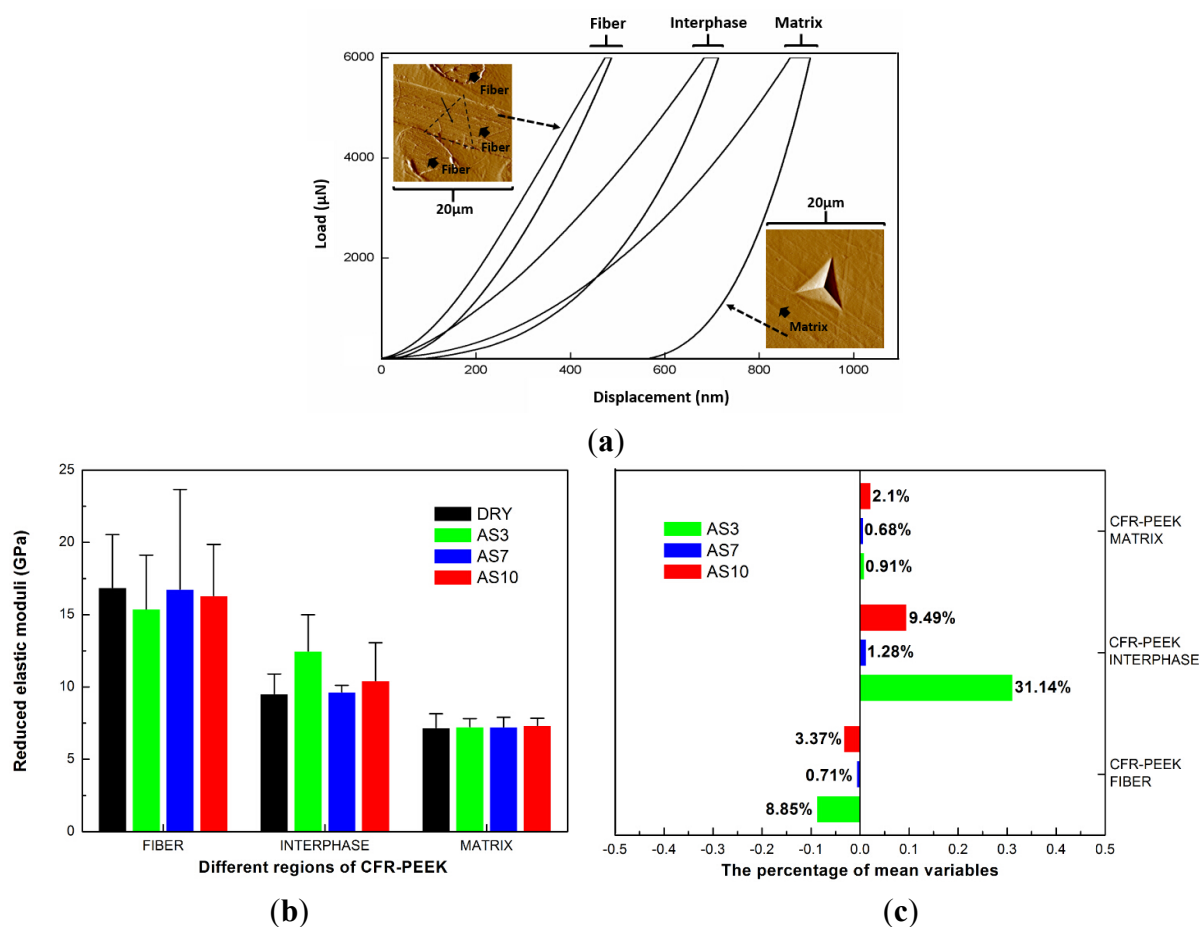 Fiber Interphase Matrix
6000
4000
2000
0
Load (µN)
Fiber
Fiber
Fiber
20µm
20µm
Matrix
0 200 400 600 800 1000
Displacement (nm)
(a)
25
20
15
10
5
0
Reduced elastic moduli (GPa)
DRY
AS3
AS7
AS10
FIBER INTERPHASE MATRIX
Different regions of CFR-PEEK
(b)
AS3
AS7
AS10
2.1%
0.68%
0.91%
CFR-PEEK
MATRIX
9.49%
1.28%
31.14%
CFR-PEEK
INTERPHASE
3.37%
0.71%
8.85%
CFR-PEEK
FIBER
-0.5 -0.4 -0.3 -0.2 -0.1 0.0 0.1 0.2 0.3 0.4 0.5
The percentage of mean variables
(c)